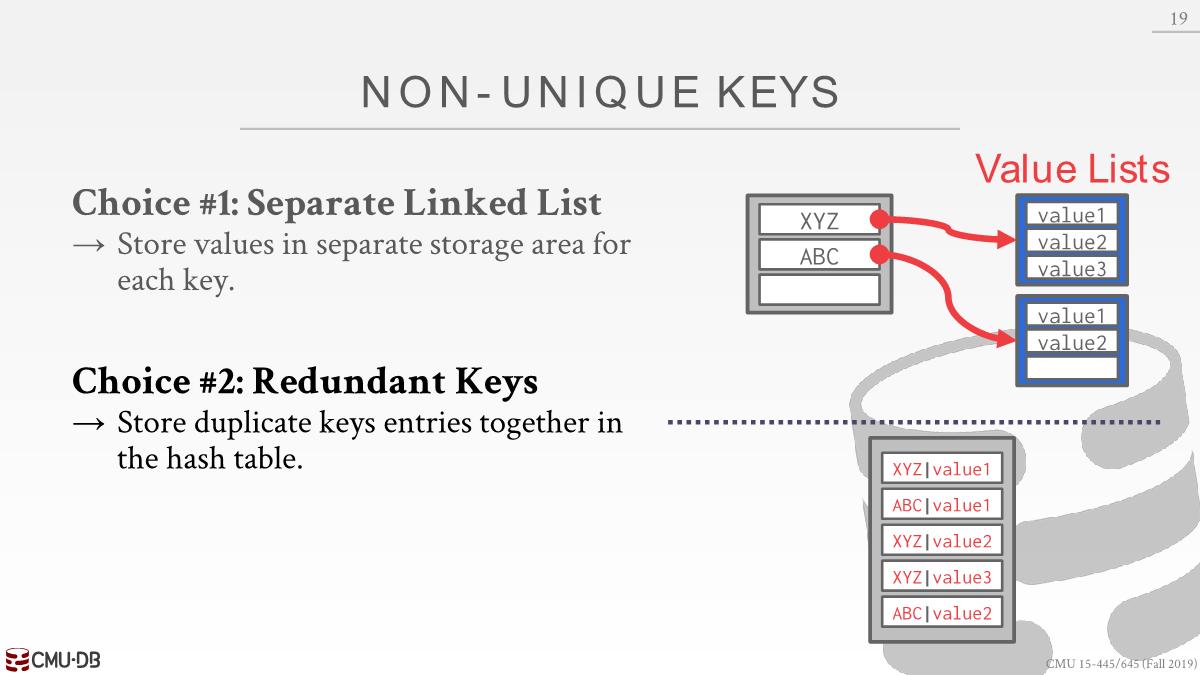 19
NON-UNIQUE KEYS
Choice #1: Separate Linked List
→ Store values in separate storage area for
each key.
Choice #2: Redundant Keys
→ Store duplicate keys entries together in
the hash table.
Value Lists
XYZ
ABC
value1
value2
value3
value1
value2
XYZ|value1
ABC|value1
XYZ|value2
XYZ|value3
ABC|value2
CMU·DB
CMU 15-445/645 (Fall 2019)